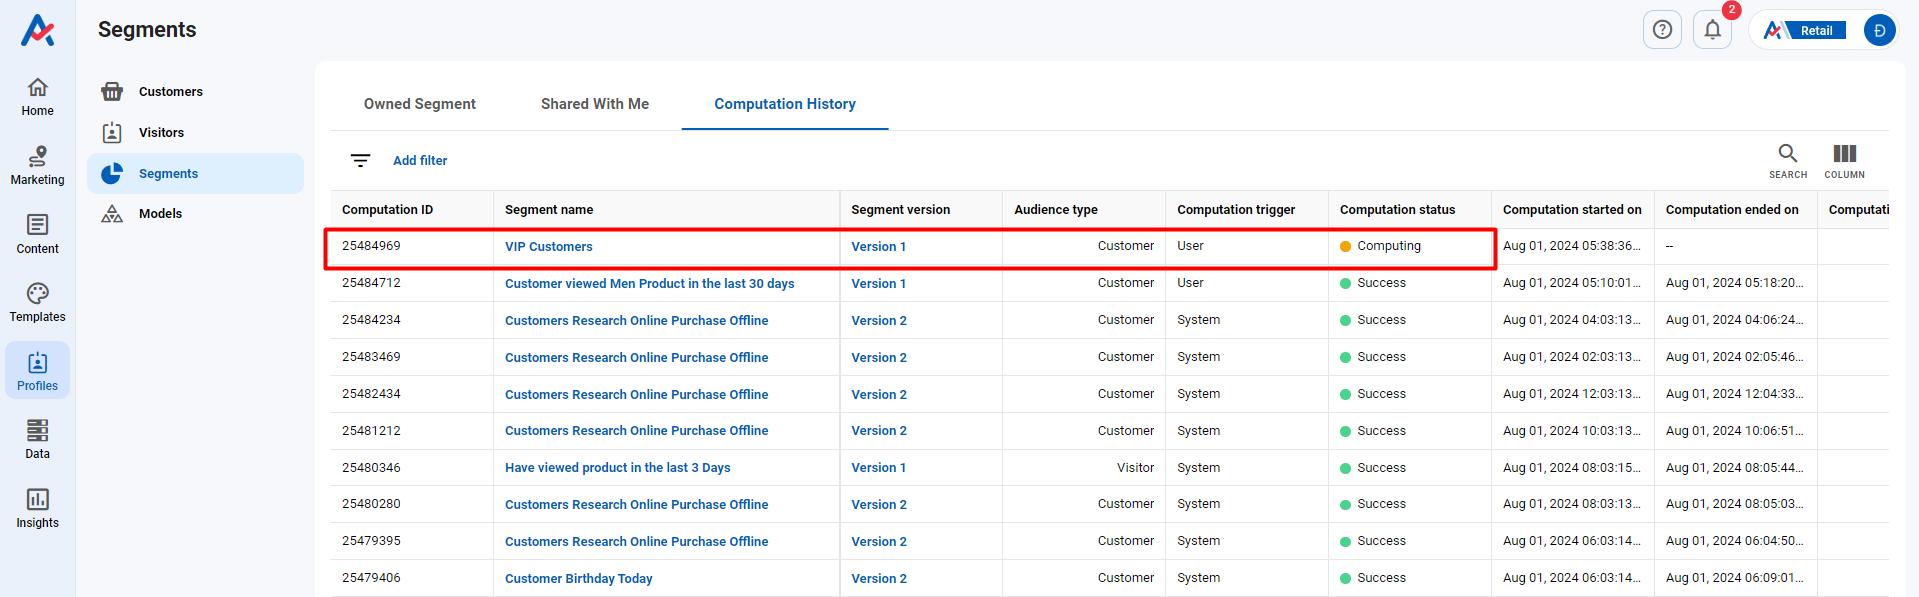 Segments
2
Retail
Đ
Home
Marketing
Content
Templates
Profiles
Data
Insights
Customers
Visitors
Segments
Models
Owned Segment Shared With Me Computation History
Add filter
SEARCH COLUMN
Computation ID Segment name Segment version Audience type Computation trigger Computation status Computation started on Computation ended on Computati
25484969 VIP Customers Version 1 Customer User Computing Aug 01, 2024 05:38:36... --
25484712 Customer viewed Men Product in the last 30 days Version 1 Customer User Success Aug 01, 2024 05:10:01... Aug 01, 2024 05:18:20...
25484234 Customers Research Online Purchase Offline Version 2 Customer System Success Aug 01, 2024 04:03:13... Aug 01, 2024 04:06:24...
25483469 Customers Research Online Purchase Offline Version 2 Customer System Success Aug 01, 2024 02:03:13... Aug 01, 2024 02:05:46...
25482434 Customers Research Online Purchase Offline Version 2 Customer System Success Aug 01, 2024 12:03:13... Aug 01, 2024 12:04:33...
25481212 Customers Research Online Purchase Offline Version 2 Customer System Success Aug 01, 2024 10:03:13... Aug 01, 2024 10:06:51...
25480346 Have viewed product in the last 3 Days Version 1 Visitor System Success Aug 01, 2024 08:03:15... Aug 01, 2024 08:05:44...
25480280 Customers Research Online Purchase Offline Version 2 Customer System Success Aug 01, 2024 08:03:13... Aug 01, 2024 08:05:03...
25479395 Customers Research Online Purchase Offline Version 2 Customer System Success Aug 01, 2024 06:03:14... Aug 01, 2024 06:04:50...
25479406 Customer Birthday Today Version 2 Customer System Success Aug 01, 2024 06:03:14... Aug 01, 2024 06:09:01...